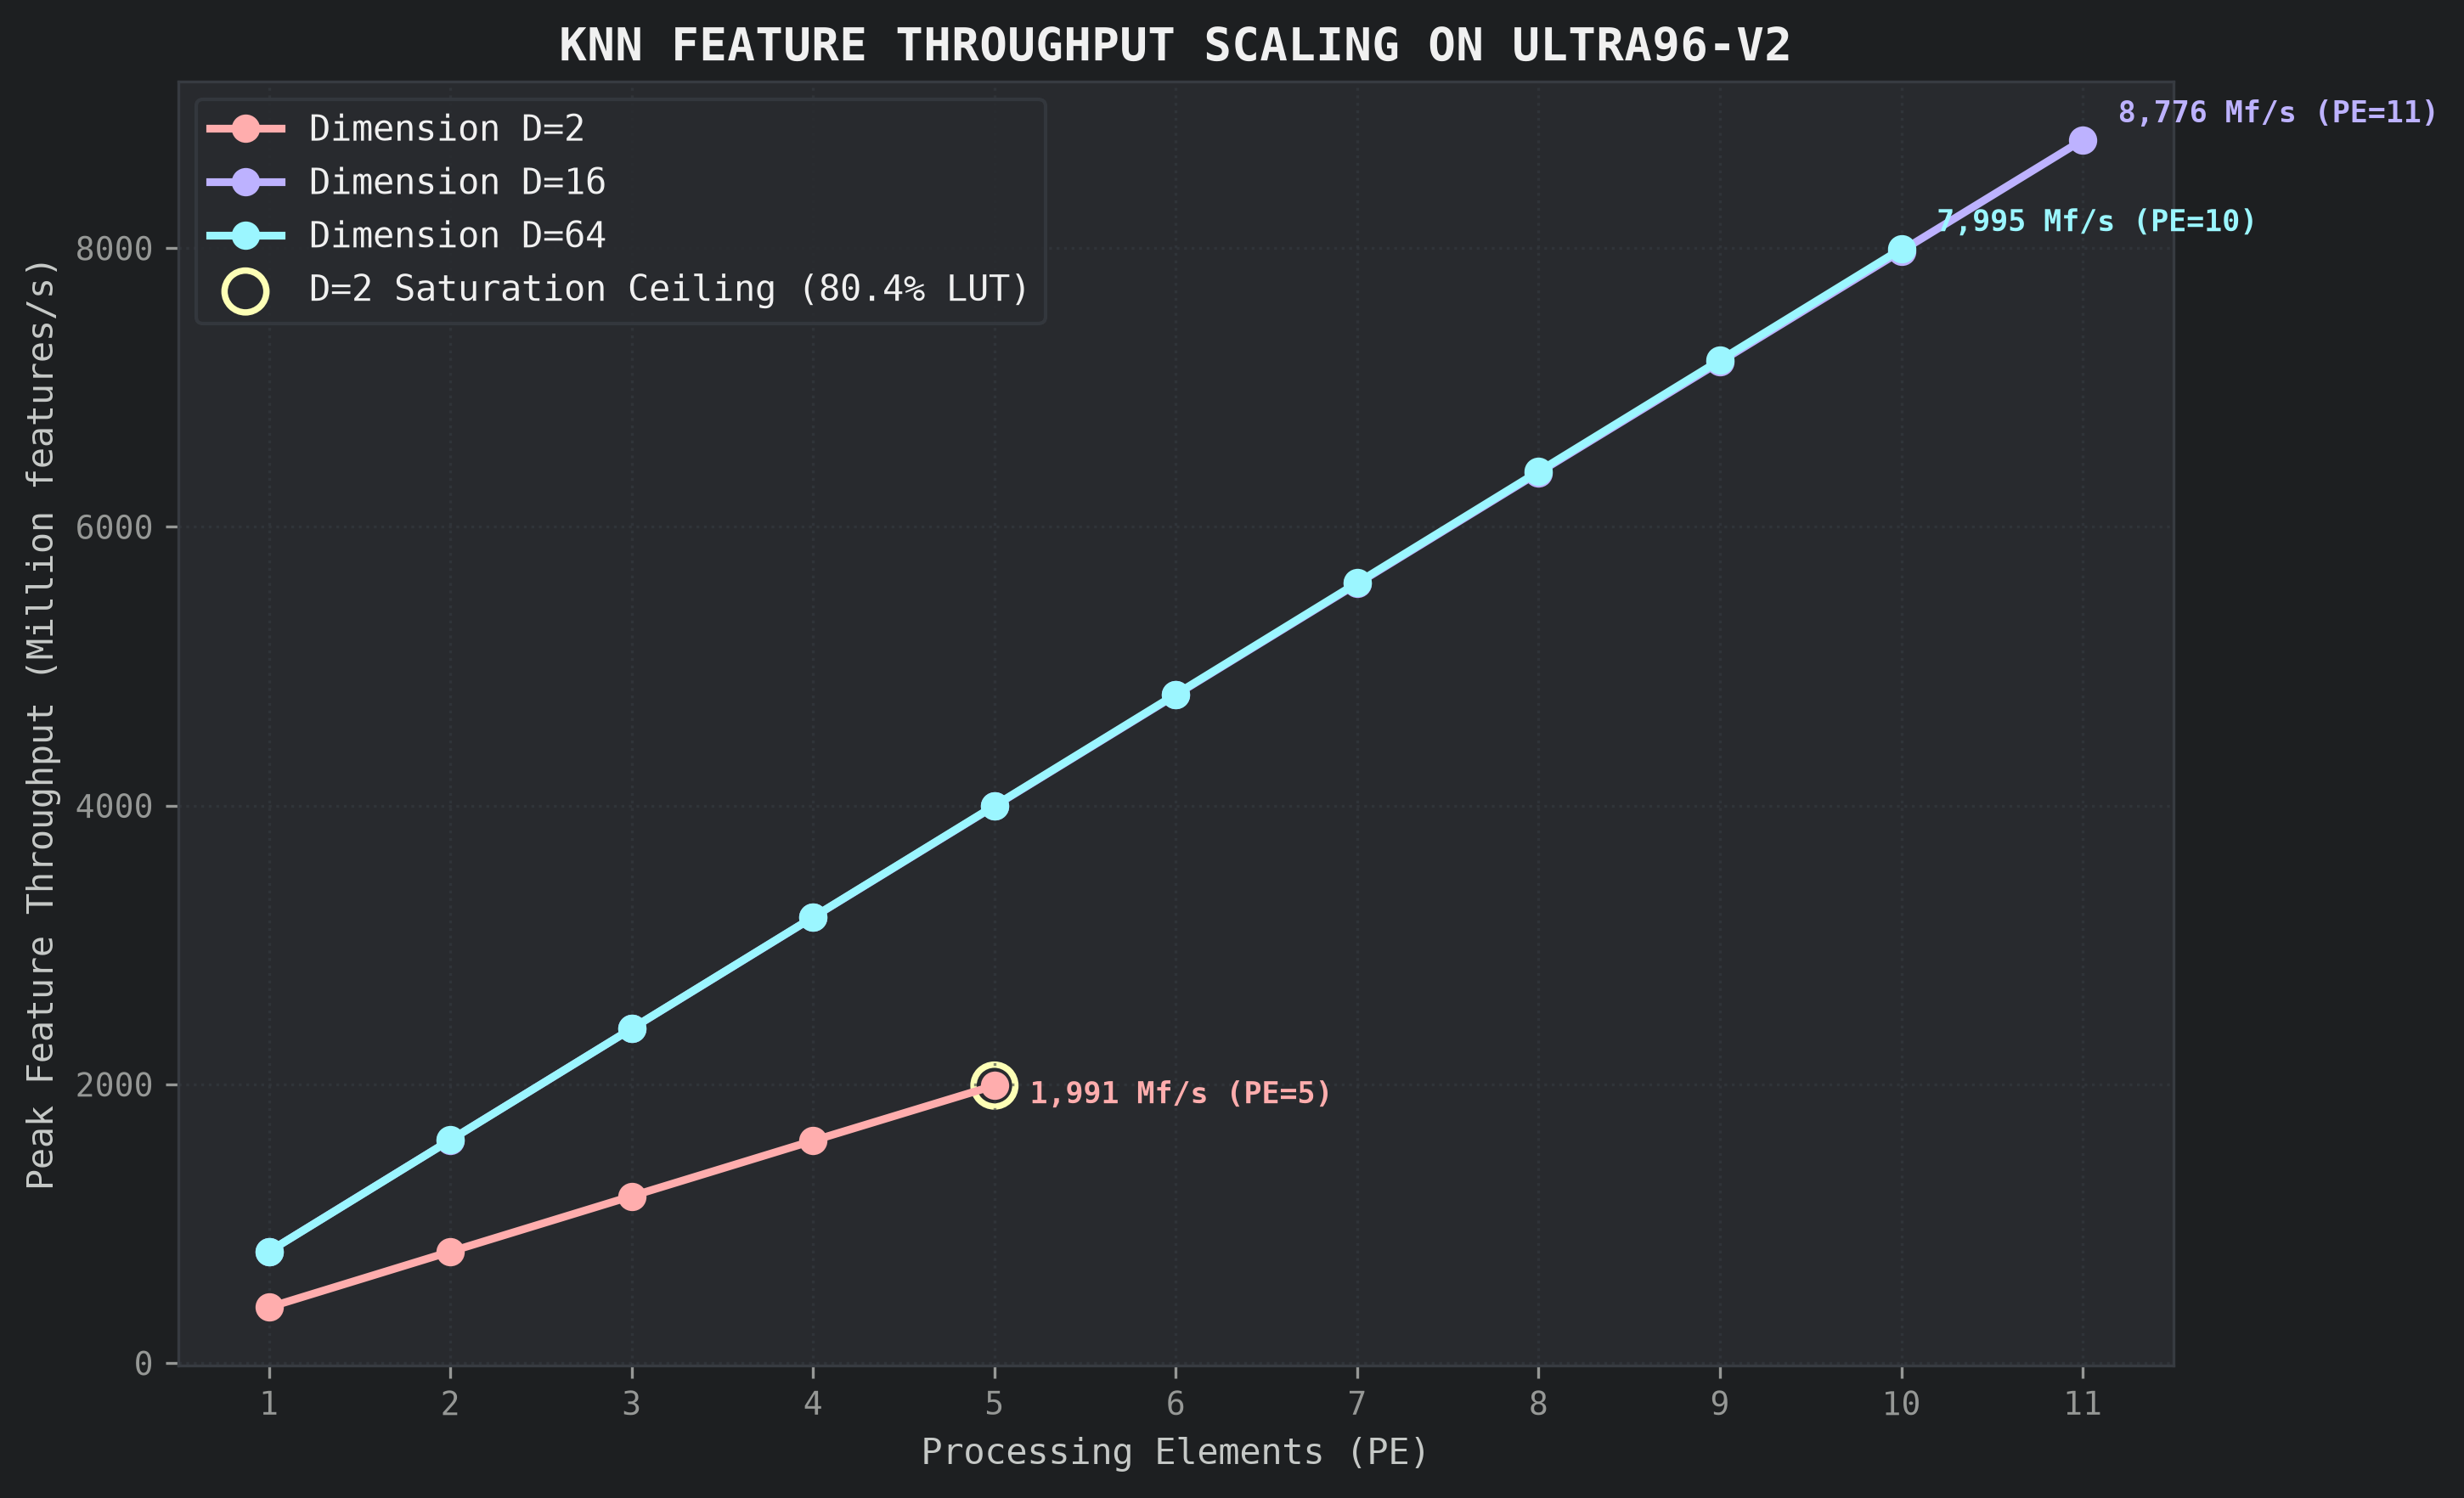 KNN FEATURE THROUGHPUT SCALING ON ULTRA96-V2
Dimension D=2
Dimension D=16
Dimension D=64
D=2 Saturation Ceiling (80.4% LUT)
8,776 Mf/s (PE=11)
7,995 Mf/s (PE=10)
1,991 Mf/s (PE=5)
Peak Feature Throughput (Million features/s)
8000
6000
4000
2000
0
1 2 3 4 5 6 7 8 9 10 11
Processing Elements (PE)